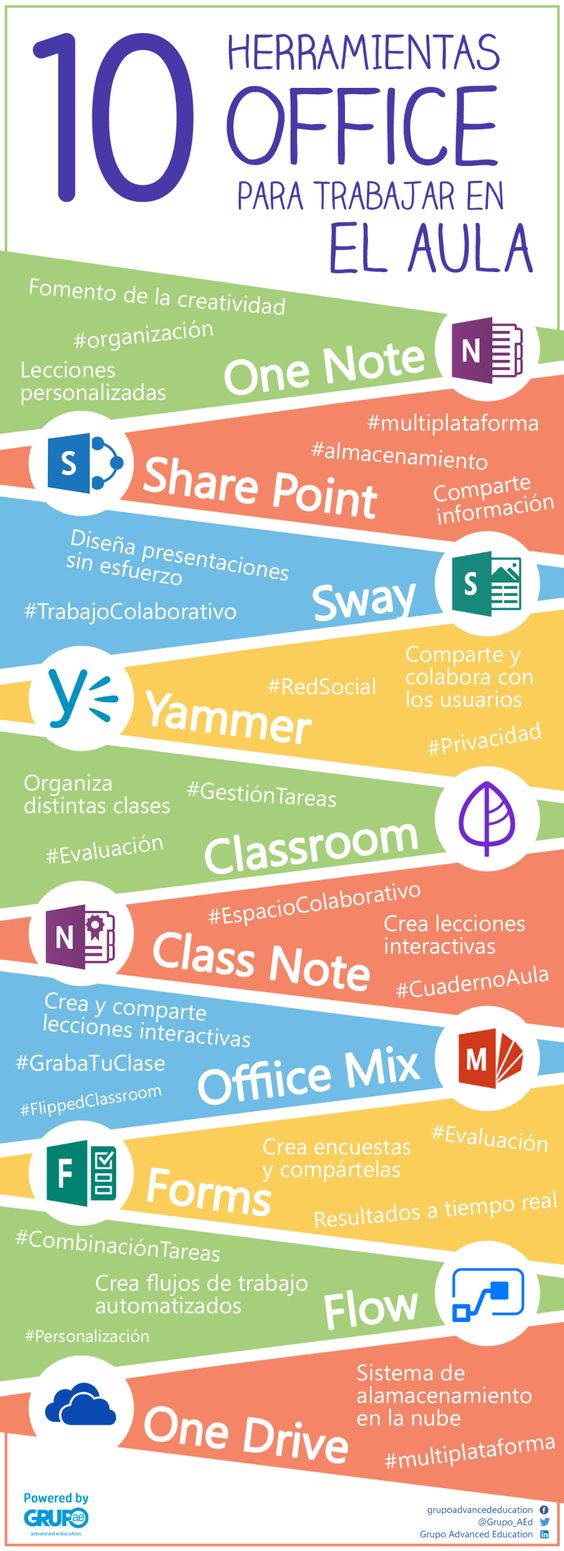 10
HERRAMIENTAS
OFFICE
PARA TRABAJAR EN
EL AULA
Fomento de la creatividad
#organización
Lecciones
personalizadas
One Note
N
#multiplataforma
#almacenamiento
Comparte
información
S
Share Point
Diseña presentaciones
sin esfuerzo
#TrabajoColaborativo
Sway
S
Comparte y
colabora con
los usuarios
#RedSocial
#Privacidad
y
Yammer
Organiza
distintas clases
#GestiónTareas
#Evaluación
Classroom
#EspacioColaborativo
Crea lecciones
interactivas
#CuadernoAula
N
Class Note
Crea y comparte
lecciones interactivas
#GrabaTuClase
#FlippedClassroom
Offiice Mix
M
Crea encuestas
y compártelas
#Evaluación
Resultados a tiempo real
F
Forms
#CombinaciónTareas
Crea flujos de trabajo
automatizados
#Personalización
Flow
Sistema de
alamacenamiento
en la nube
#multiplataforma
One Drive
Powered by
GRUPO ae
advanced education
grupoadvancededucation
@Grupo_AEd
Grupo Advanced Education